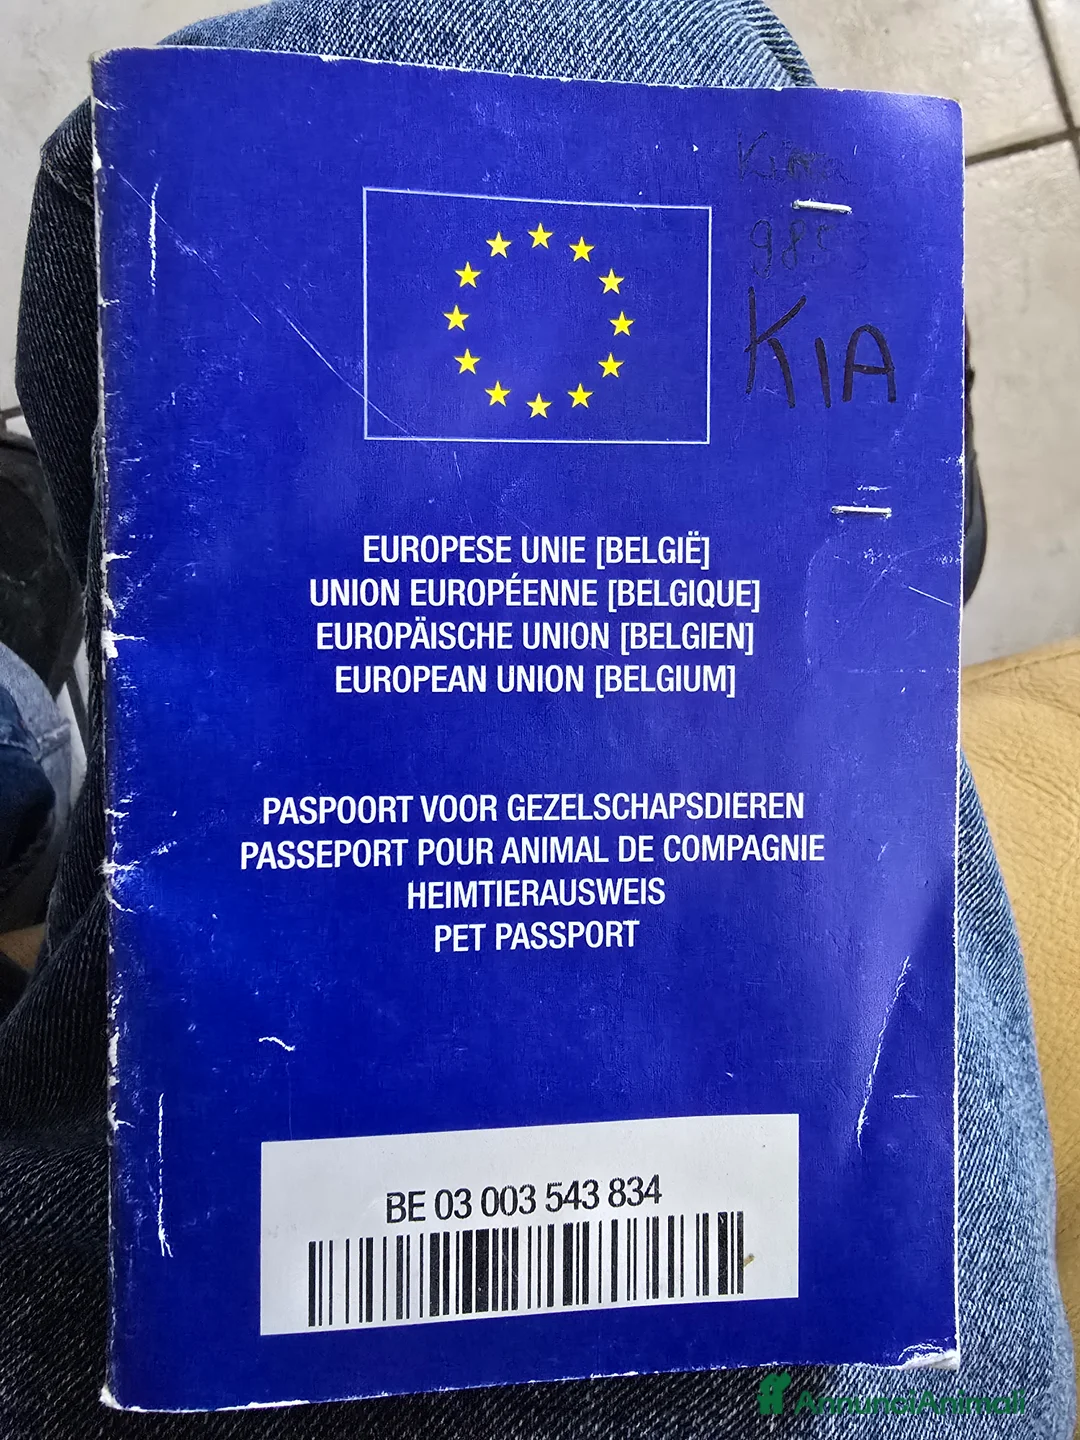 KIA
EUROPESE UNIE [BELGIË]
UNION EUROPÉENNE [BELGIQUE]
EUROPÄISCHE UNION [BELGIEN]
EUROPEAN UNION [BELGIUM]
PASPOORT VOOR GEZELSCHAPSDIEREN
PASSEPORT POUR ANIMAL DE COMPAGNIE
HEIMTIERAUSWEIS
PET PASSPORT
BE 03 003 543 834
AnnunciAnimali